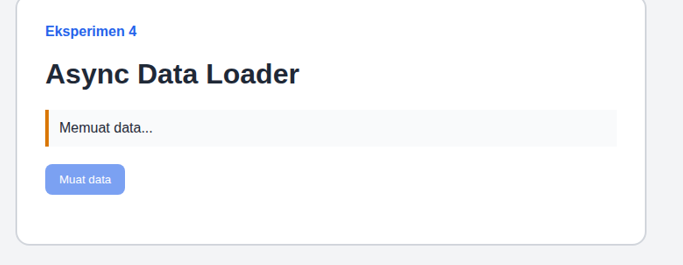 Eksperimen 4
Async Data Loader
Memuat data...
Muat data